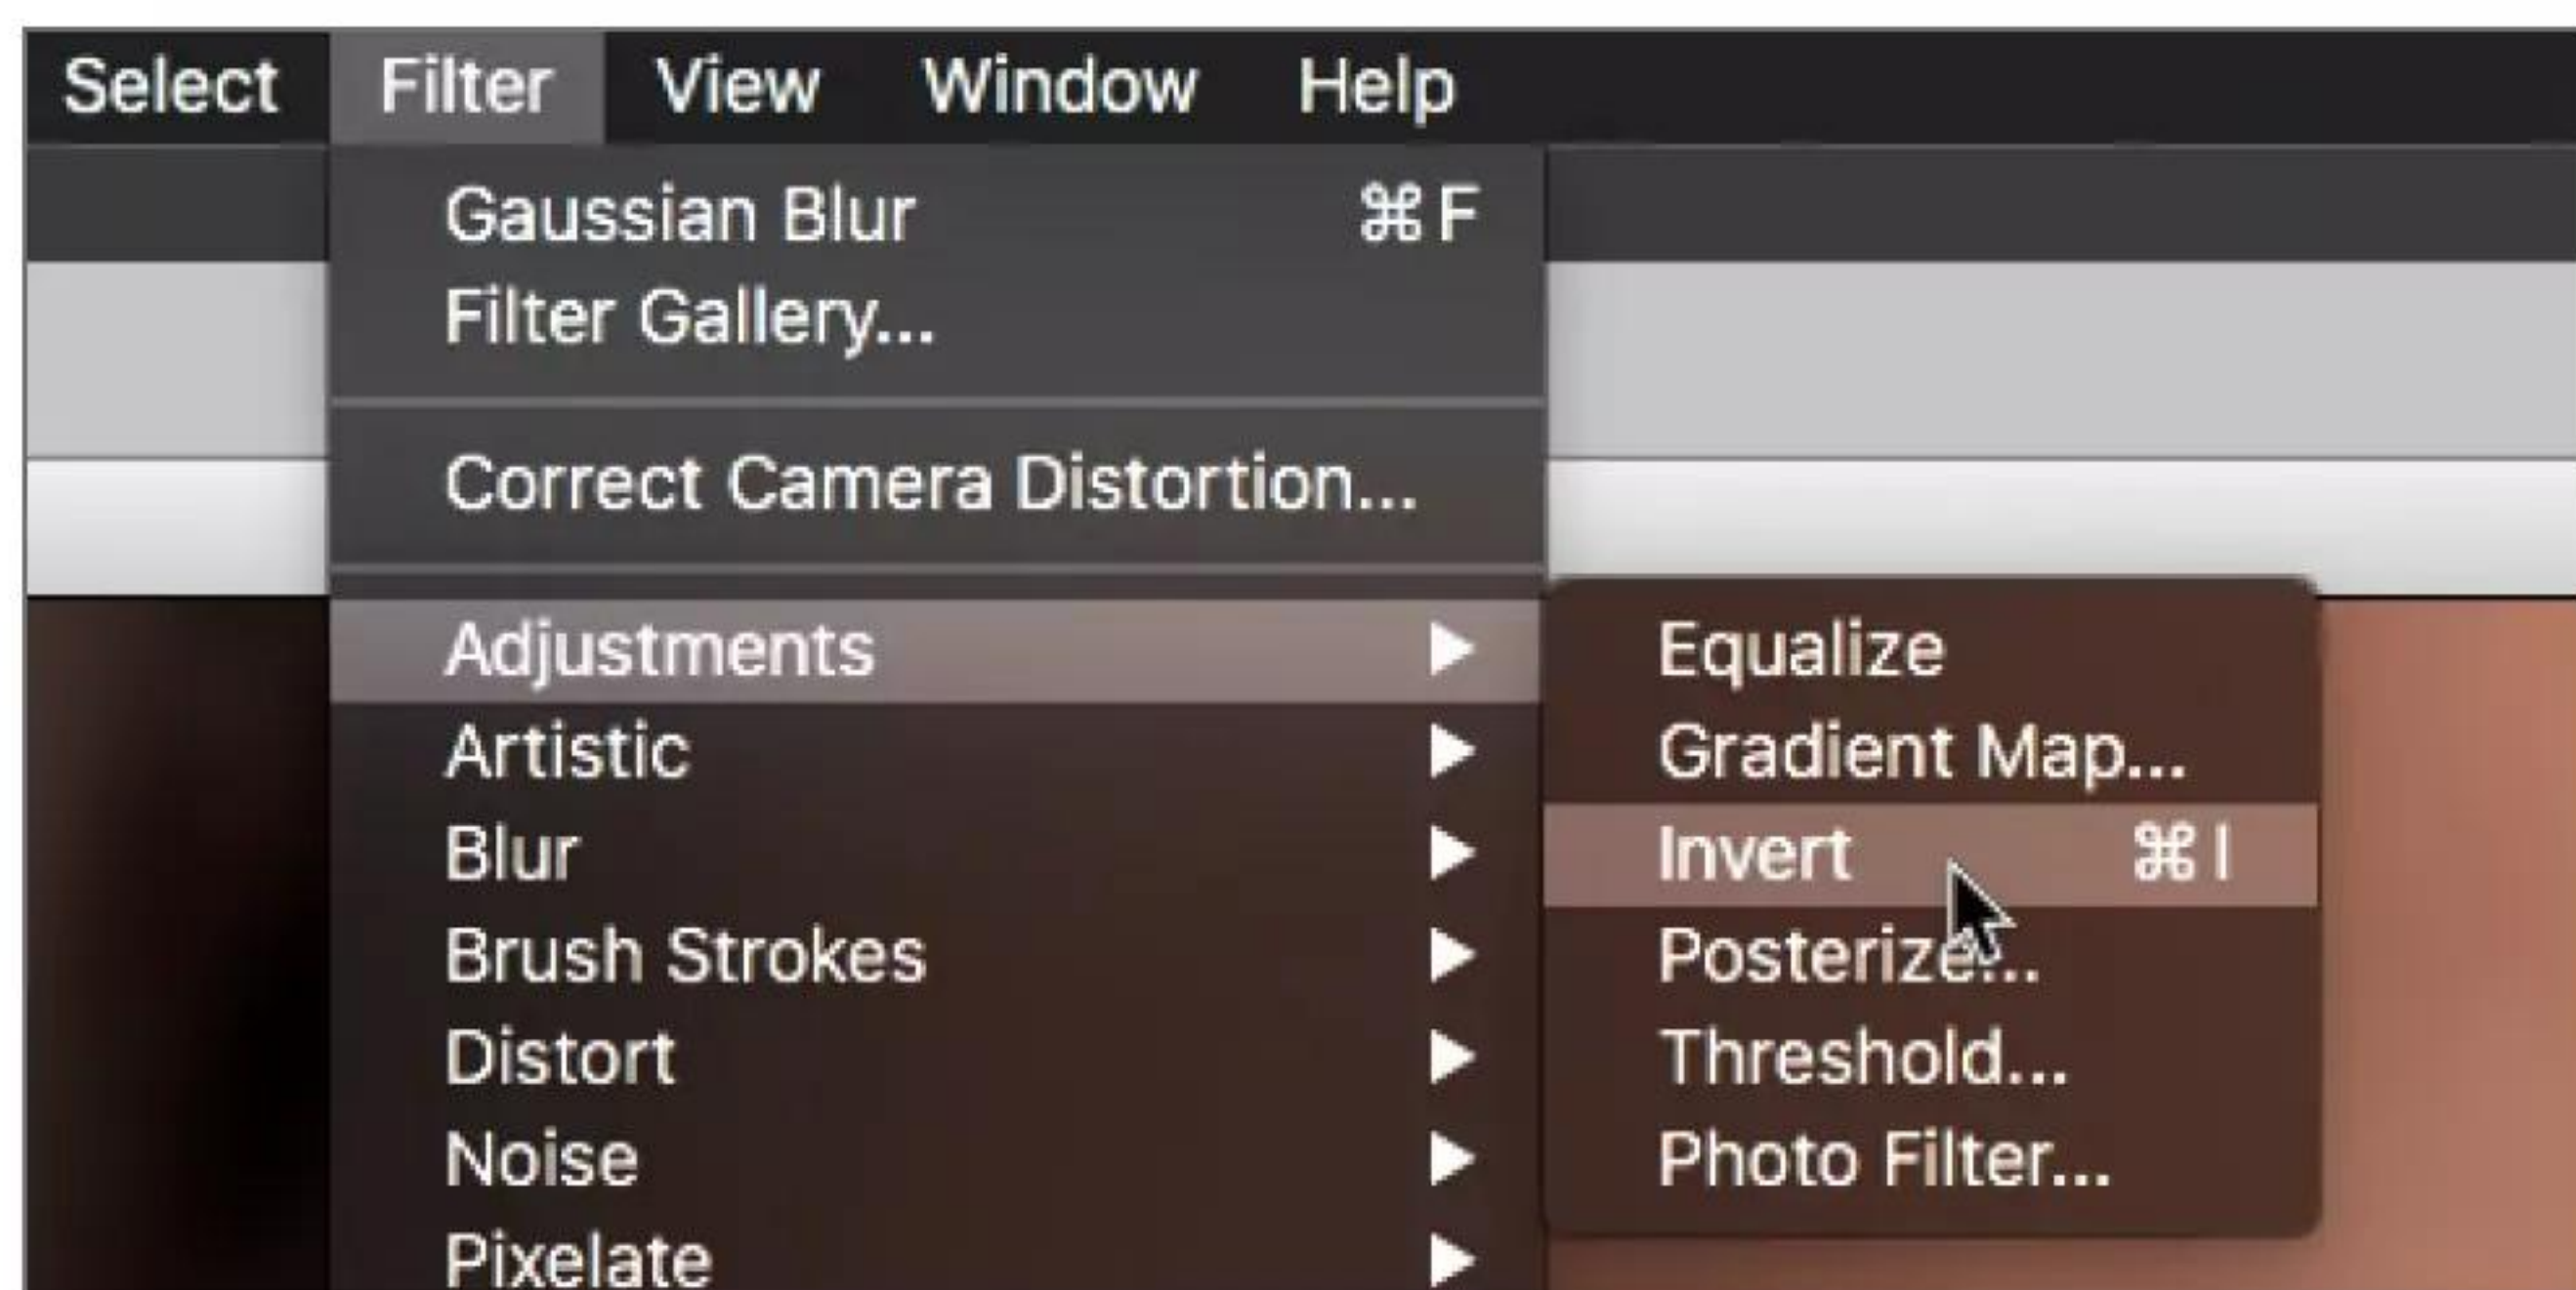 Select Filter View Window Help
Gaussian Blur ⌘F
Filter Gallery...
Correct Camera Distortion...
Adjustments
Artistic
Blur
Brush Strokes
Distort
Noise
Pixelate
Equalize
Gradient Map...
Invert ⌘I
Posterize...
Threshold...
Photo Filter...